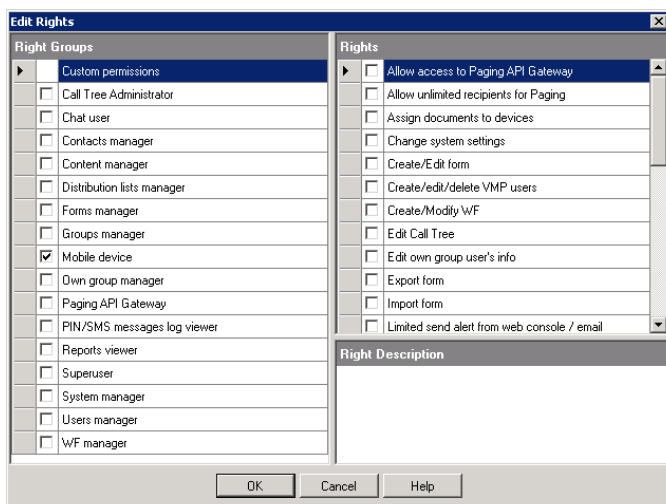 Edit Rights
Right Groups
Custom permissions
Call Tree Administrator
Chat user
Contacts manager
Content manager
Distribution lists manager
Forms manager
Groups manager
Mobile device
Own group manager
Paging API Gateway
PIN/SMS messages log viewer
Reports viewer
Superuser
System manager
Users manager
WF manager
Rights
Allow access to Paging API Gateway
Allow unlimited recipients for Paging
Assign documents to devices
Change system settings
Create/Edit form
Create/edit/delete VMP users
Create/Modify WF
Edit Call Tree
Edit own group user's info
Export form
Import form
Limited send alert from web console / email
Right Description
OK
Cancel
Help